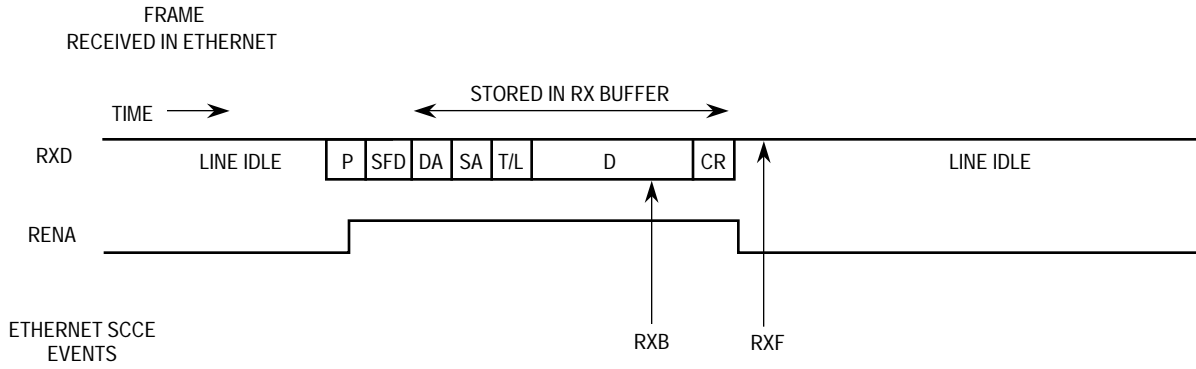 FRAME
RECEIVED IN ETHERNET
TIME
STORED IN RX BUFFER
RXD
LINE IDLE
P
SFD
DA
SA
T/L
D
CR
LINE IDLE
RENA
ETHERNET SCCE
EVENTS
RXB
RXF